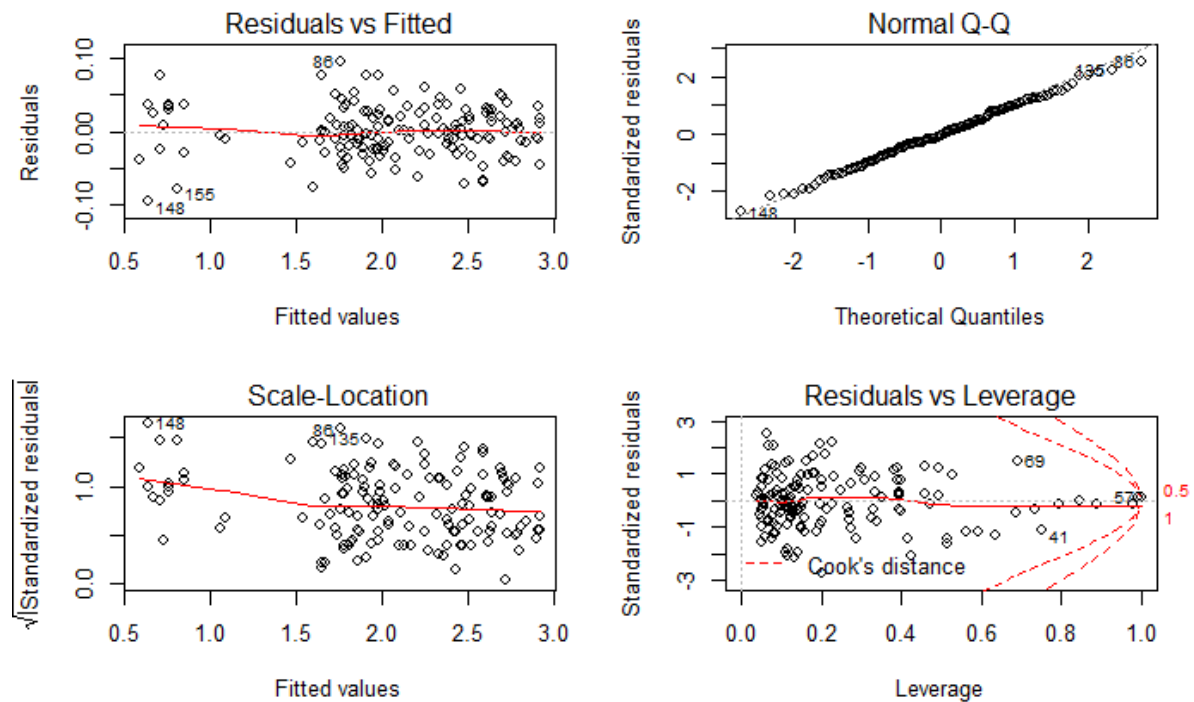 Residuals vs Fitted
Residuals
-0.10 0.00 0.10
86
155
148
0.5 1.0 1.5 2.0 2.5 3.0
Fitted values
Normal Q-Q
Standardized residuals
-2 0 2
135 86
148
-2 -1 0 1 2
Theoretical Quantiles
Scale-Location
√|Standardized residuals|
0.0 1.0
148
86
135
0.5 1.0 1.5 2.0 2.5 3.0
Fitted values
Residuals vs Leverage
Standardized residuals
-3 -1 1 3
69
57
41
0.5
1
Cook's distance
0.0 0.2 0.4 0.6 0.8 1.0
Leverage